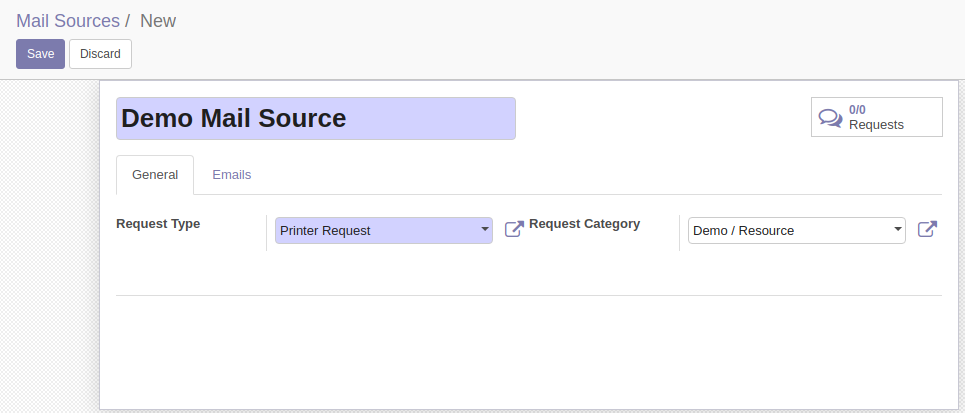 Mail Sources / New
Save Discard
Demo Mail Source
0/0
Requests
General Emails
Request Type Printer Request Request Category Demo / Resource